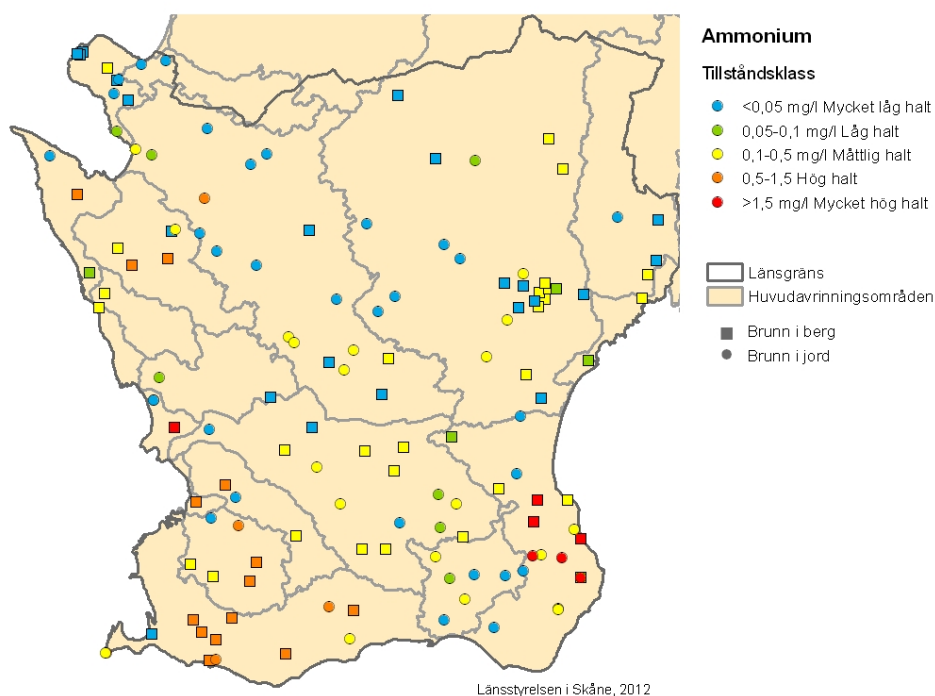 Ammonium
Tillståndsklass
<0,05 mg/l Mycket låg halt
0,05-0,1 mg/l Låg halt
0,1-0,5 mg/l Måttlig halt
0,5-1,5 Hög halt
>1,5 mg/l Mycket hög halt
Länsgräns
Huvudavrinningsområden
Brunn i berg
Brunn i jord
Länsstyrelsen i Skåne, 2012